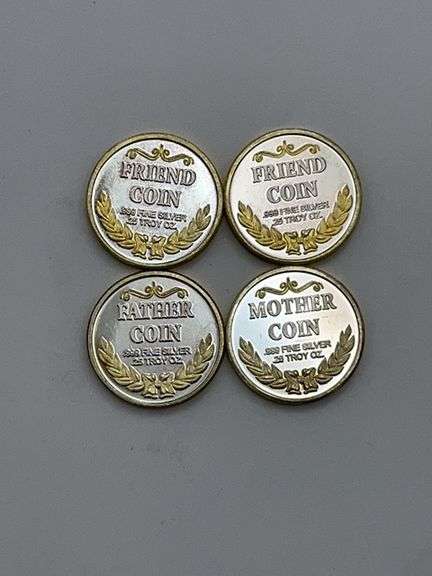 FRIEND
COIN
.999 FINE SILVER
.25 TROY OZ.
FRIEND
COIN
.999 FINE SILVER
.25 TROY OZ.
FATHER
COIN
.999 FINE SILVER
.25 TROY OZ.
MOTHER
COIN
.999 FINE SILVER
.25 TROY OZ.